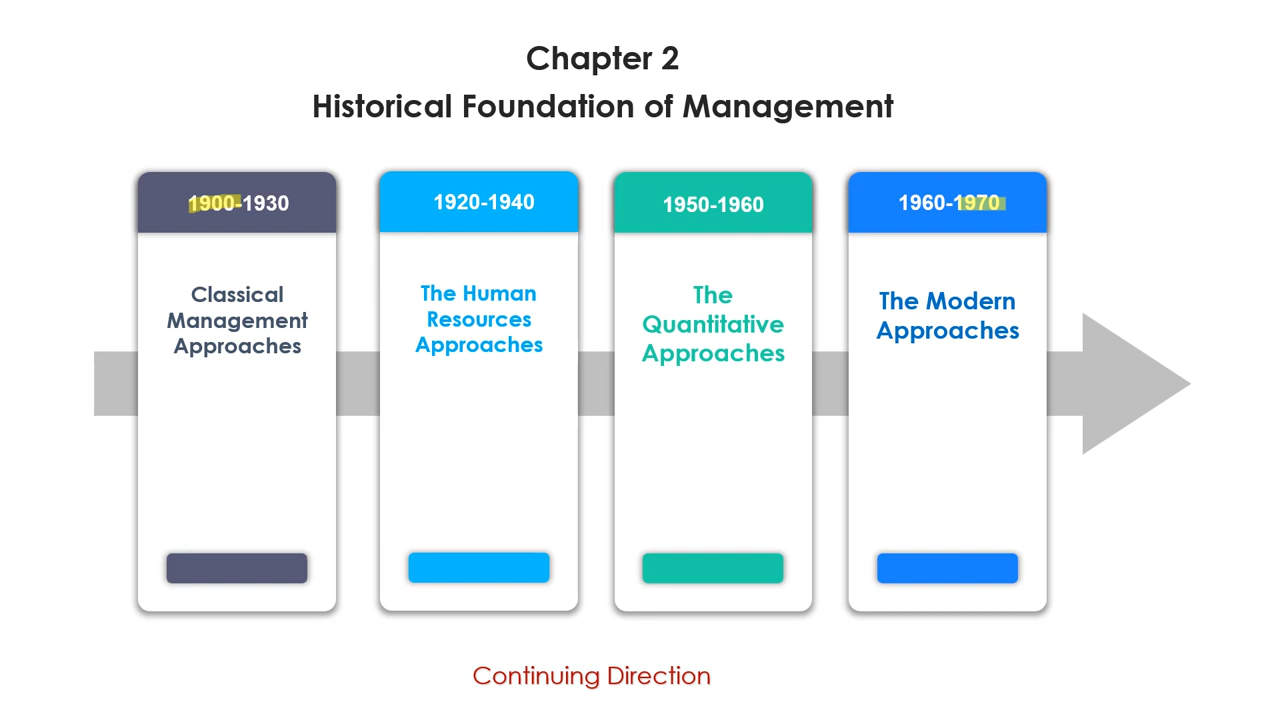 Chapter 2
Historical Foundation of Management
1900-1930
Classical
Management
Approaches
1920-1940
The Human
Resources
Approaches
1950-1960
The
Quantitative
Approaches
1960-1970
The Modern
Approaches
Continuing Direction